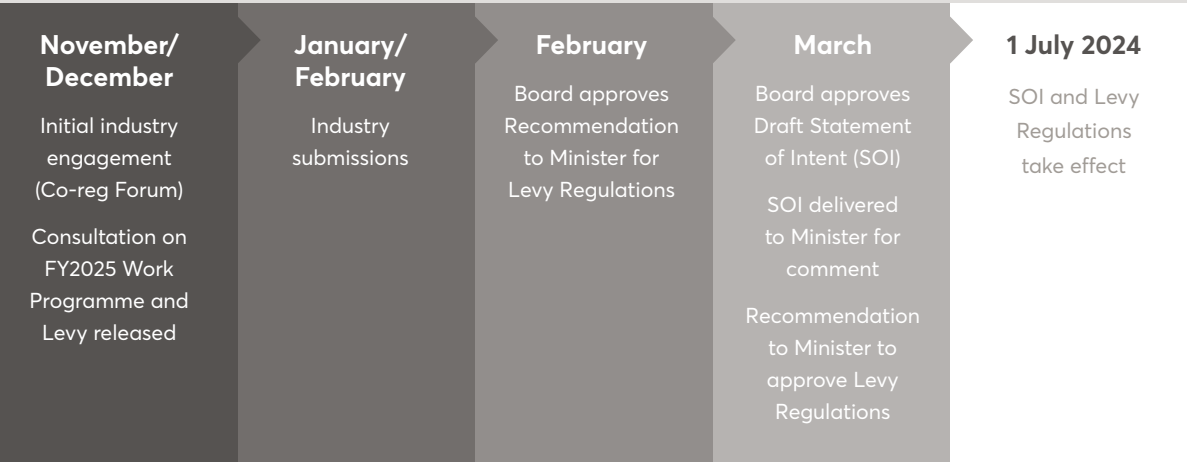 November/
December
Initial industry
engagement
(Co-reg Forum)
Consultation on
FY2025 Work
Programme and
Levy released
January/
February
Industry
submissions
February
Board approves
Recommendation
to Minister for
Levy Regulations
March
Board approves
Draft Statement
of Intent (SOI)
SOI delivered
to Minister for
comment
Recommendation
to Minister to
approve Levy
Regulations
1 July 2024
SOI and Levy
Regulations
take effect